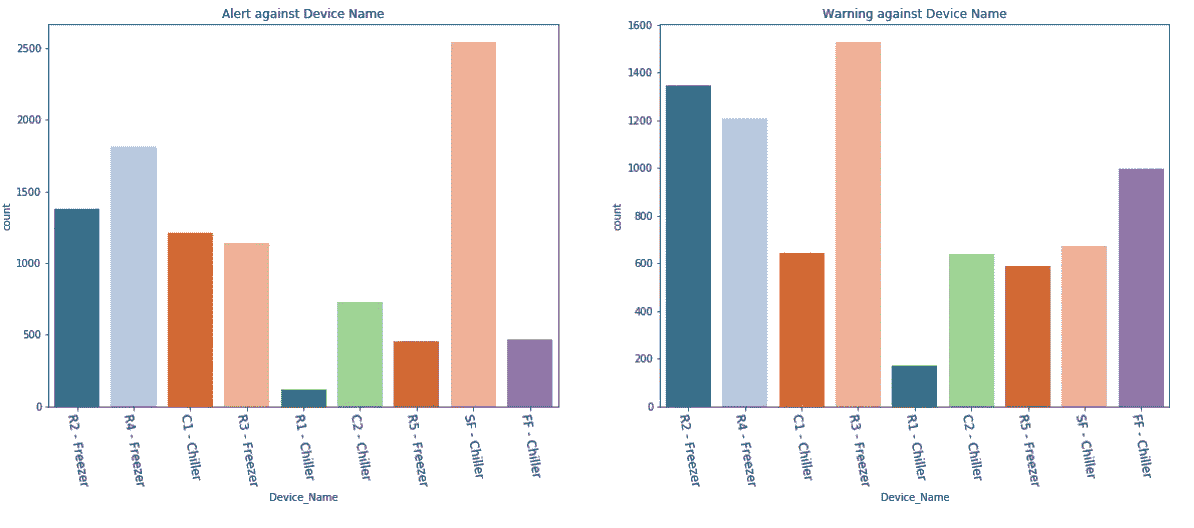 Alert against Device Name
2500
2000
1500
1000
500
0
count
R2 - Freezer
R4 - Freezer
C1 - Chiller
R3 - Freezer
R1 - Chiller
C2 - Chiller
R5 - Freezer
SF - Chiller
FF - Chiller
Device_Name
Warning against Device Name
1600
1400
1200
1000
800
600
400
200
0
count
R2 - Freezer
R4 - Freezer
C1 - Chiller
R3 - Freezer
R1 - Chiller
C2 - Chiller
R5 - Freezer
SF - Chiller
FF - Chiller
Device_Name